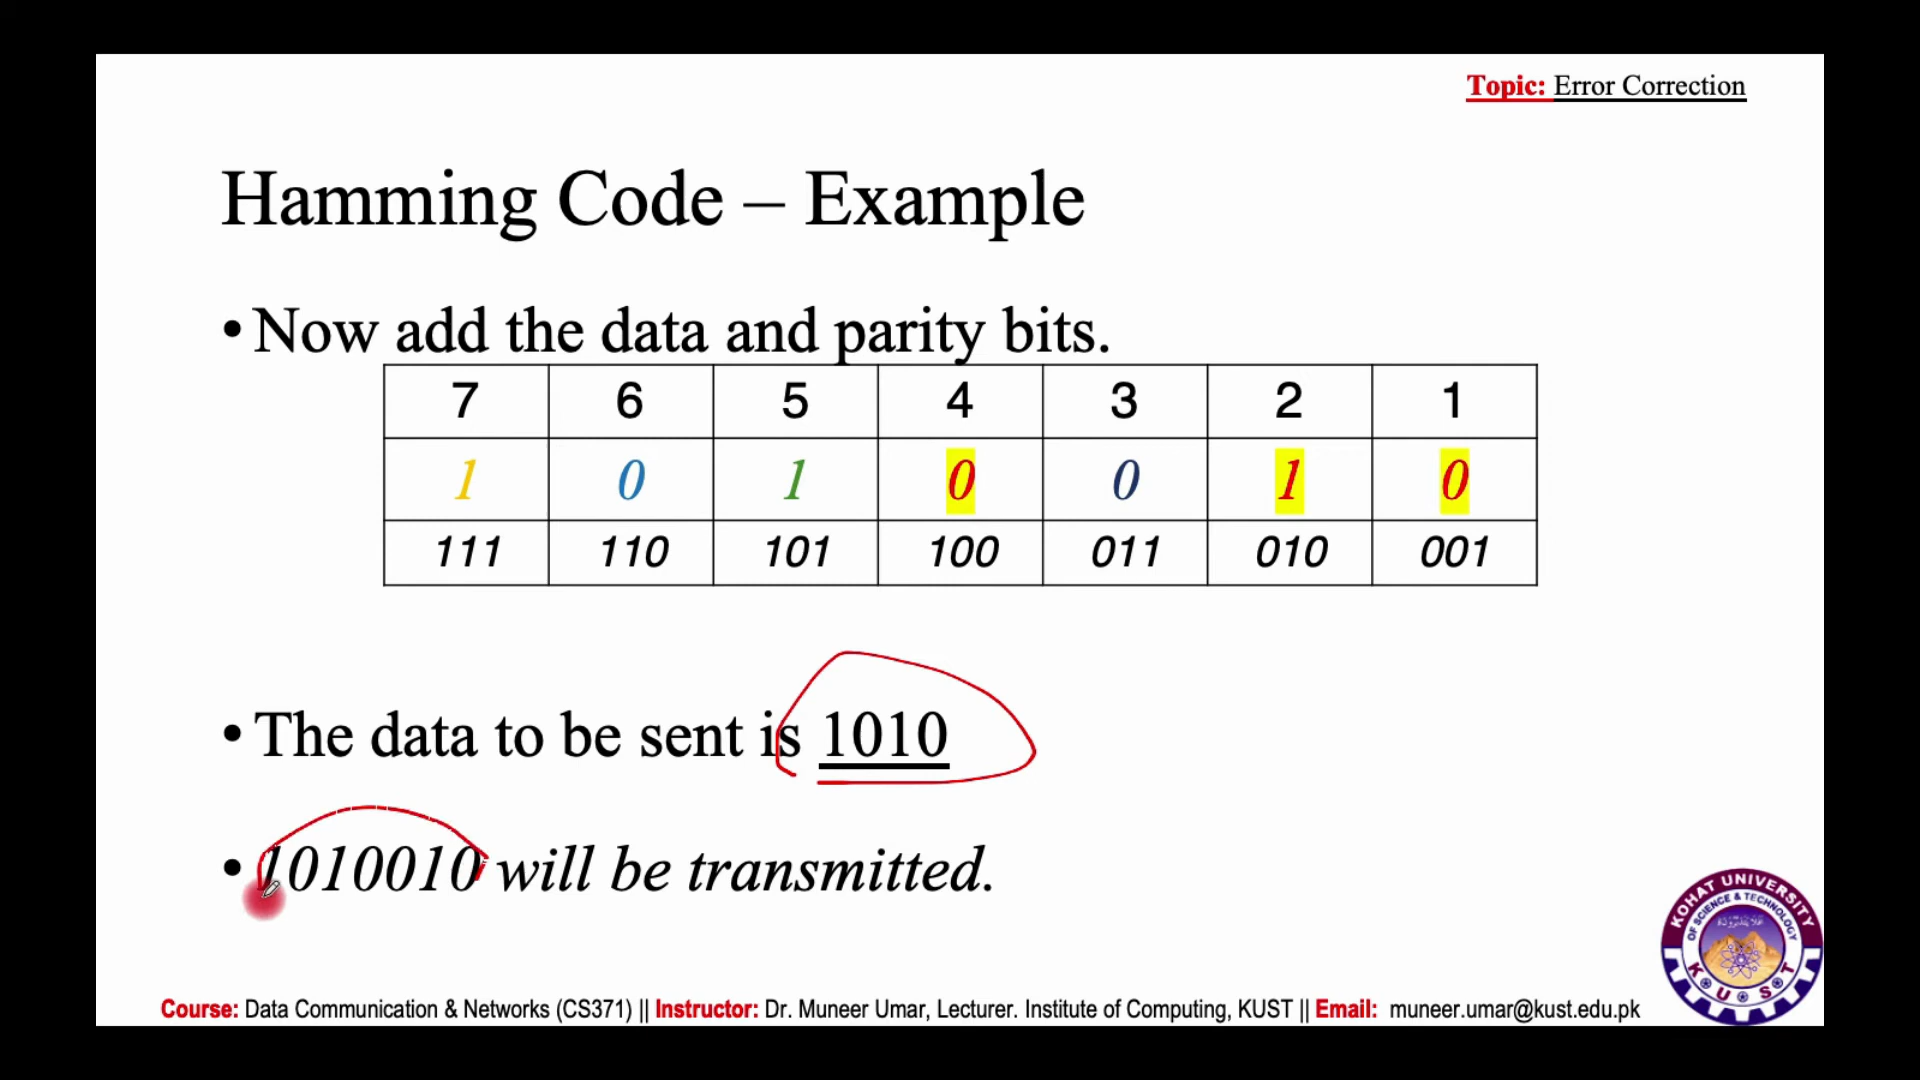 Topic: Error Correction
Hamming Code – Example
• Now add the data and parity bits.
7 6 5 4 3 2 1
1 0 1 0 0 1 0
111 110 101 100 011 010 001
• The data to be sent is 1010
• 1010010 will be transmitted.
KOHAT UNIVERSITY
OF SCIENCE & TECHNOLOGY
K U S T
Course: Data Communication & Networks (CS371) || Instructor: Dr. Muneer Umar, Lecturer. Institute of Computing, KUST || Email: muneer.umar@kust.edu.pk